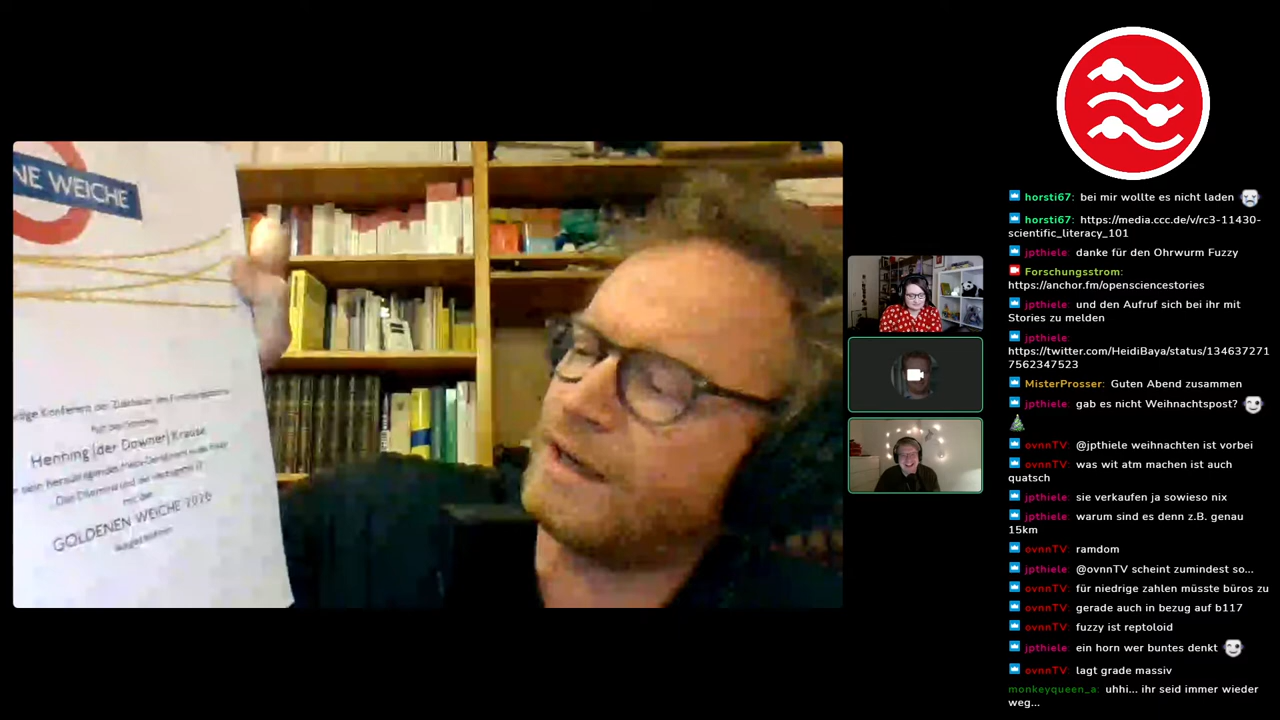 NE WEICHE
Henning |der Downer| Krause
mit der
GOLDENEN WEICHE 2020
horsti67: bei mir wollte es nicht laden
horsti67: https://media.ccc.de/v/rc3-11430-
scientific_literacy_101
jpthiele: danke für den Ohrwurm Fuzzy
Forschungsstrom:
https://anchor.fm/opensciencestories
jpthiele: und den Aufruf sich bei ihr mit
Stories zu melden
jpthiele:
https://twitter.com/HeidiBaya/status/134637271
7562347523
MisterProsser: Guten Abend zusammen
jpthiele: gab es nicht Weihnachtspost?
ovnnTV: @jpthiele weihnachten ist vorbei
ovnnTV: was wit atm machen ist auch
quatsch
jpthiele: sie verkaufen ja sowieso nix
jpthiele: warum sind es denn z.B. genau
15km
ovnnTV: ramdom
jpthiele: @ovnnTV scheint zumindest so...
ovnnTV: für niedrige zahlen müsste büros zu
ovnnTV: gerade auch in bezug auf b117
ovnnTV: fuzzy ist reptoloid
jpthiele: ein horn wer buntes denkt
ovnnTV: lagt grade massiv
monkeyqueen_a: uhhi... ihr seid immer wieder
weg...